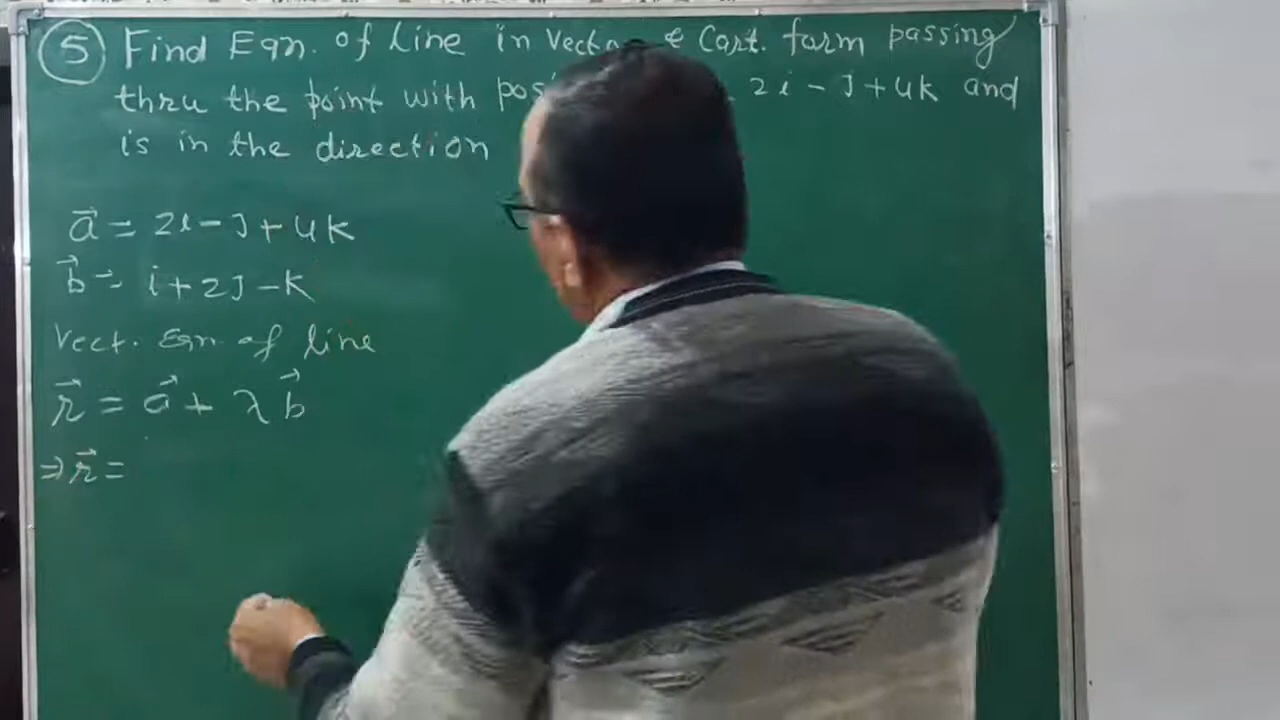 5 Find Eqn. of line in Vecto & Cart. form passing
thru the point with pos 2i - J + 4k and
is in the direction
a⃗ = 2i - J + 4k
b⃗ = i + 2J - k
Vect. Eqn. of line
r⃗ = a⃗ + λ b⃗
⇒ r⃗ =